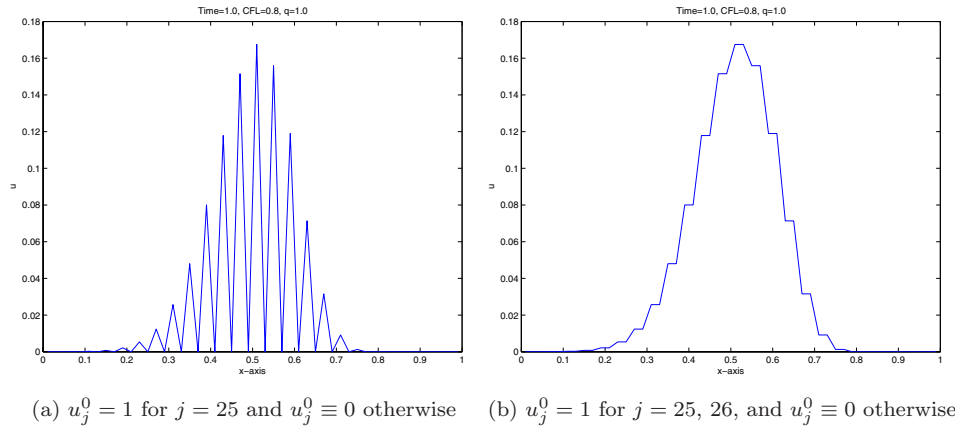 Time=1.0, CFL=0.8, q=1.0
0.18
0.16
0.14
0.12
0.1
0.08
0.06
0.04
0.02
0
u
0 0.1 0.2 0.3 0.4 0.5 0.6 0.7 0.8 0.9 1
x−axis
(a) $u_j^0 = 1$ for $j = 25$ and $u_j^0 \equiv 0$ otherwise
Time=1.0, CFL=0.8, q=1.0
0.18
0.16
0.14
0.12
0.1
0.08
0.06
0.04
0.02
0
u
0 0.1 0.2 0.3 0.4 0.5 0.6 0.7 0.8 0.9 1
x−axis
(b) $u_j^0 = 1$ for $j = 25, 26$, and $u_j^0 \equiv 0$ otherwise